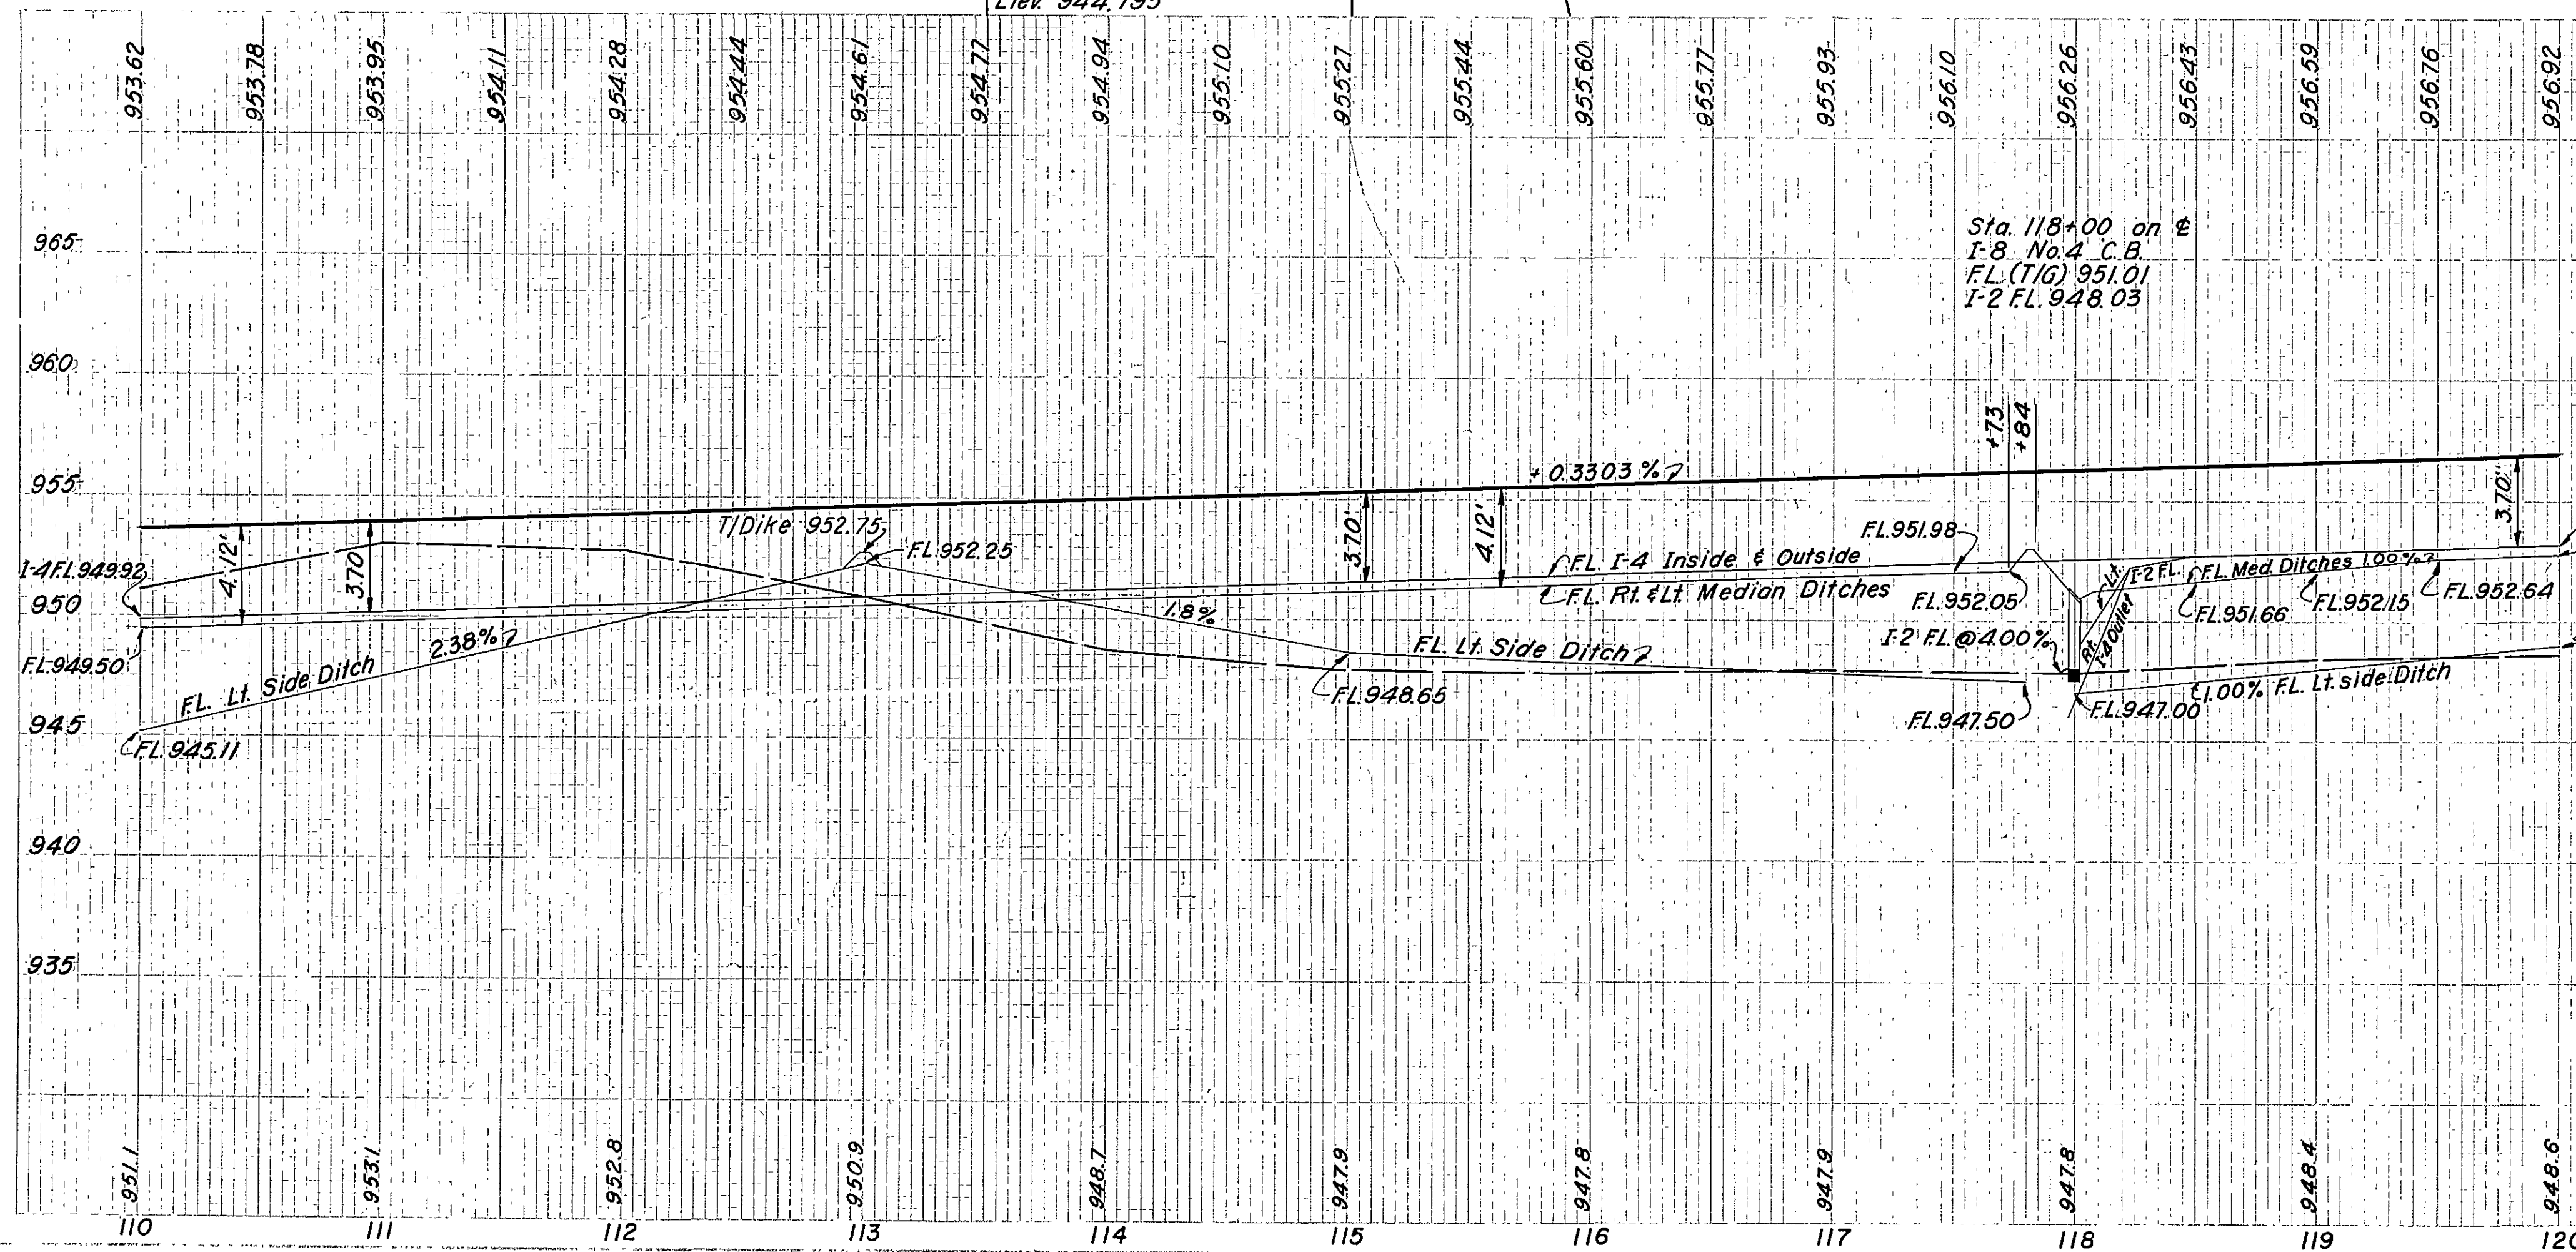 Elev. 944.795
953.62
953.78
953.95
954.11
954.28
954.44
954.61
954.77
954.94
955.10
955.27
955.44
955.60
955.77
955.93
956.10
956.26
956.43
956.59
956.76
956.92
Sta. 118+00 on ℄
I-8 No.4 C.B.
F.L. (T/G) 951.01
I-2 F.L. 948.03
965
960
955
950
945
940
935
+73
+84
+0.3303%
T/Dike 952.75
F.L. 952.25
4.12'
3.70'
3.70'
4.12'
3.70'
I-4 F.L. 949.92
F.L. 949.50
F.L. 951.98
F.L. I-4 Inside & Outside
F.L. Rt. & Lt. Median Ditches
F.L. 952.05
Lt.
I-2 F.L.
F.L. Med. Ditches 1.00%
F.L. 951.66
F.L. 952.15
F.L. 952.64
Rt.
I-4 Outlet
2.38%
1.8%
F.L. Lt. Side Ditch
F.L. Lt. Side Ditch
I-2 F.L. @ 4.00%
F.L. 948.65
F.L. 947.50
F.L. 947.00
1.00% F.L. Lt. side Ditch
F.L. 945.11
951.1
953.1
952.8
950.9
948.7
947.9
947.8
947.9
947.8
948.4
948.6
110
111
112
113
114
115
116
117
118
119
120